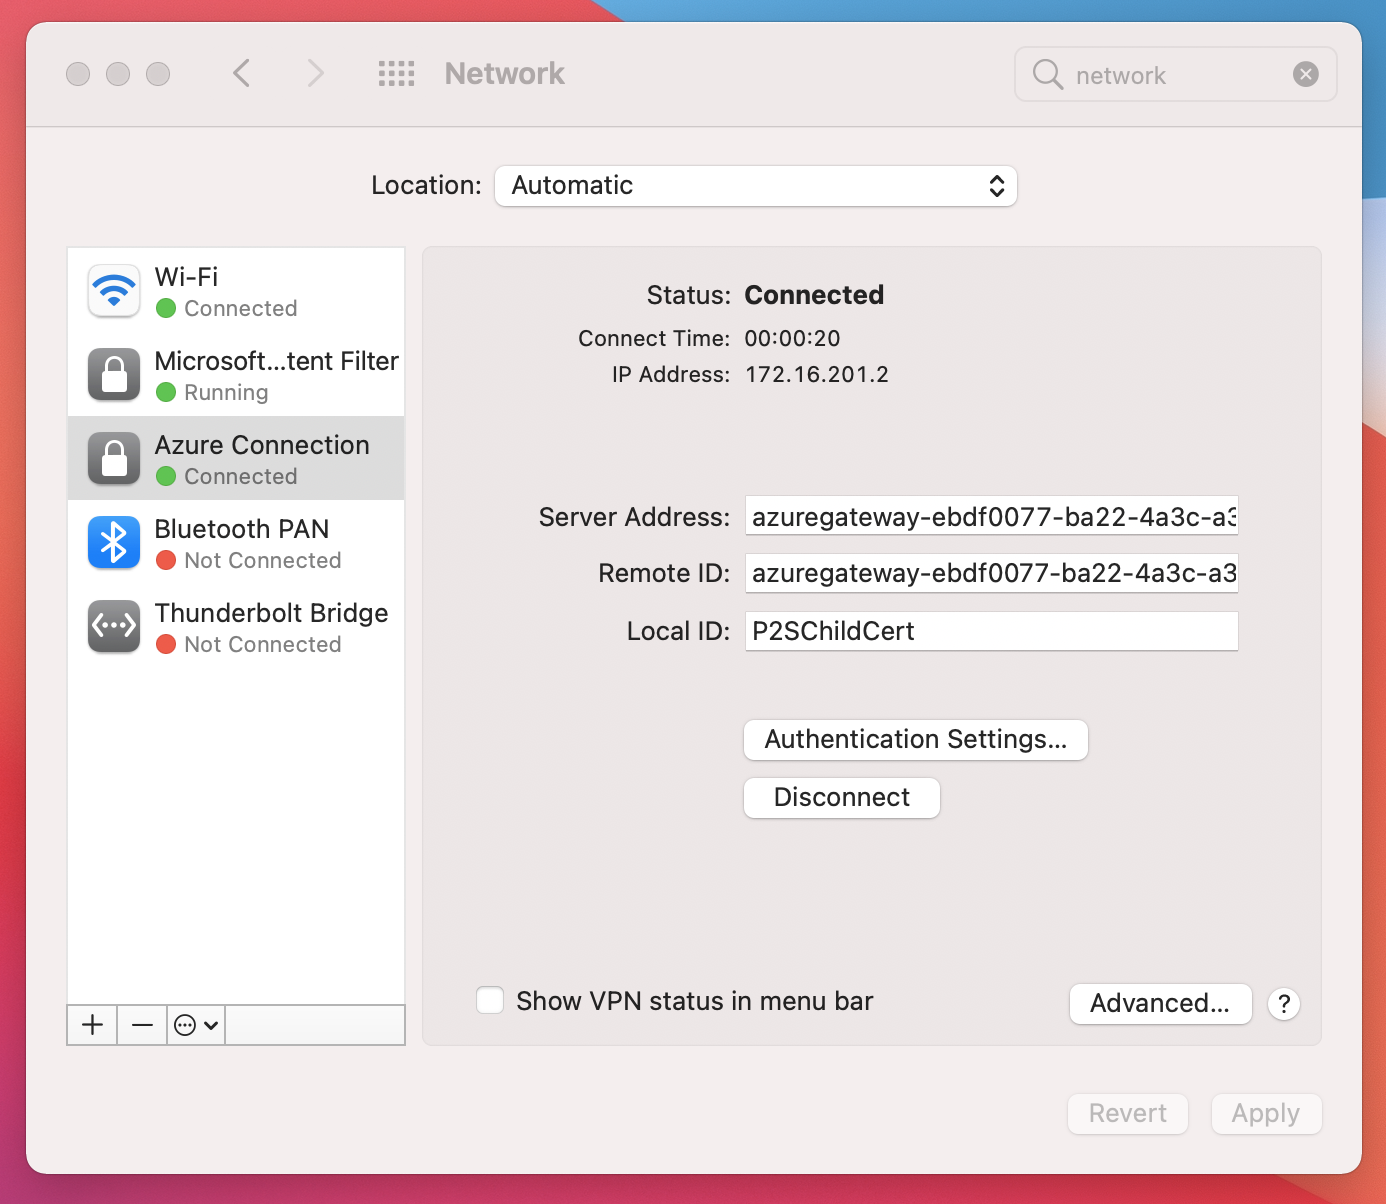 Network
network
Location: Automatic
Wi-Fi
Connected
Microsoft...tent Filter
Running
Azure Connection
Connected
Bluetooth PAN
Not Connected
Thunderbolt Bridge
Not Connected
Status: Connected
Connect Time: 00:00:20
IP Address: 172.16.201.2
Server Address: azuregateway-ebdf0077-ba22-4a3c-a3
Remote ID: azuregateway-ebdf0077-ba22-4a3c-a3
Local ID: P2SChildCert
Authentication Settings...
Disconnect
Show VPN status in menu bar
Advanced...
?
Revert
Apply